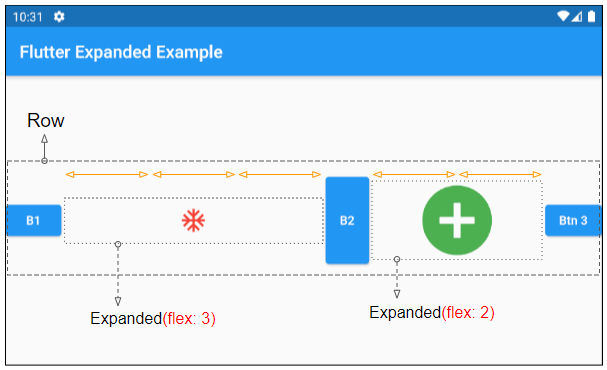 10:31
Flutter Expanded Example
Row
B1
B2
Btn 3
Expanded(flex: 3)
Expanded(flex: 2)